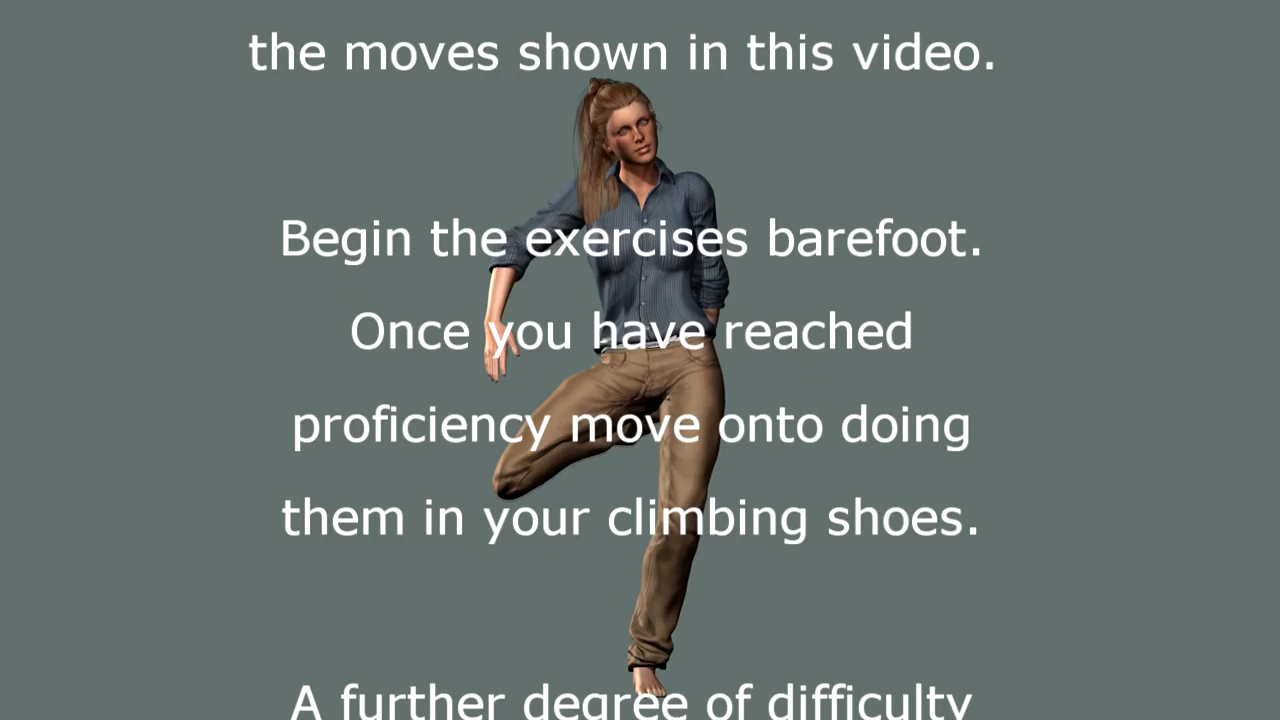 the moves shown in this video.
Begin the exercises barefoot.
Once you have reached
proficiency move onto doing
them in your climbing shoes.
A further degree of difficulty